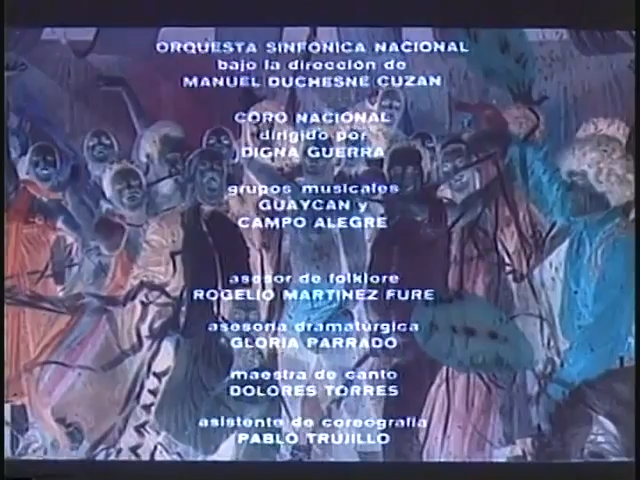 ORQUESTA SINFONICA NACIONAL
bajo la dirección de
MANUEL DUCHESNE CUZAN
CORO NACIONAL
dirigido por
DIGNA GUERRA
grupos musicales
GUAYCAN y
CAMPO ALEGRE
asesor de folklore
ROGELIO MARTINEZ FURE
asesoría dramatúrgica
GLORIA PARRADO
maestra de canto
DOLORES TORRES
asistente de coreografía
PABLO TRUJILLO